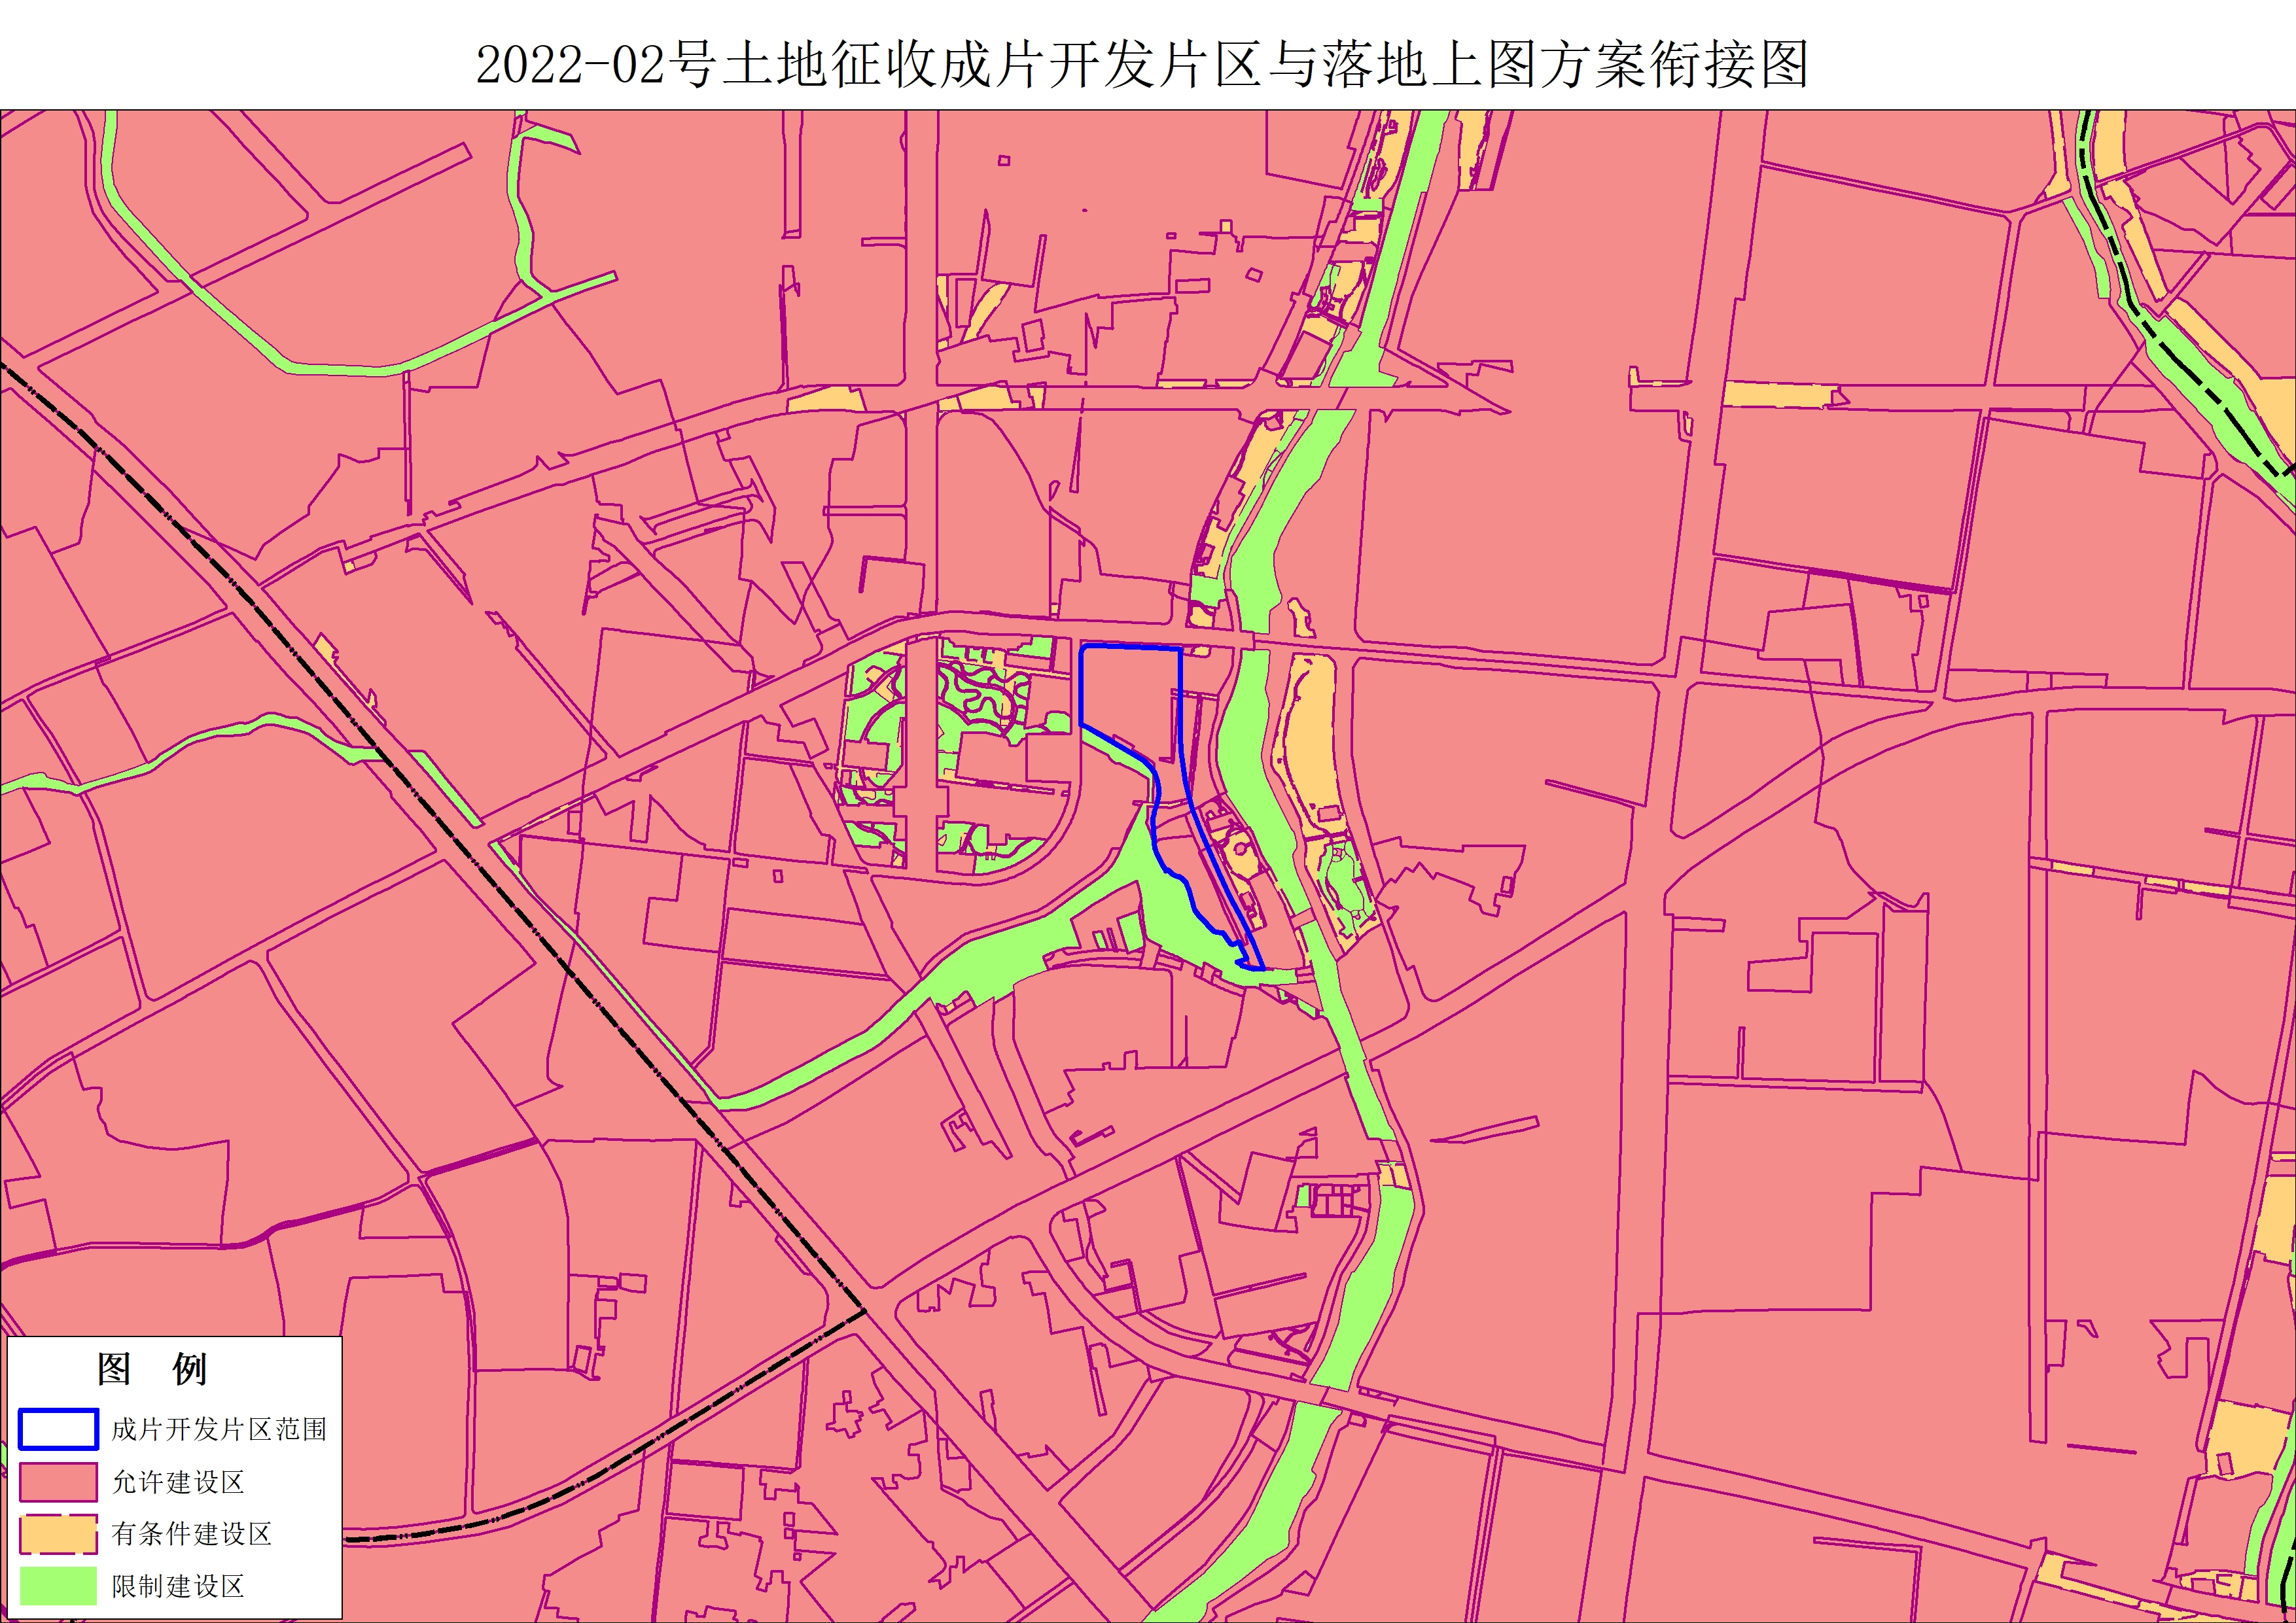 2022-02号土地征收成片开发片区与落地上图方案衔接图
图 例
成片开发片区范围
允许建设区
有条件建设区
限制建设区